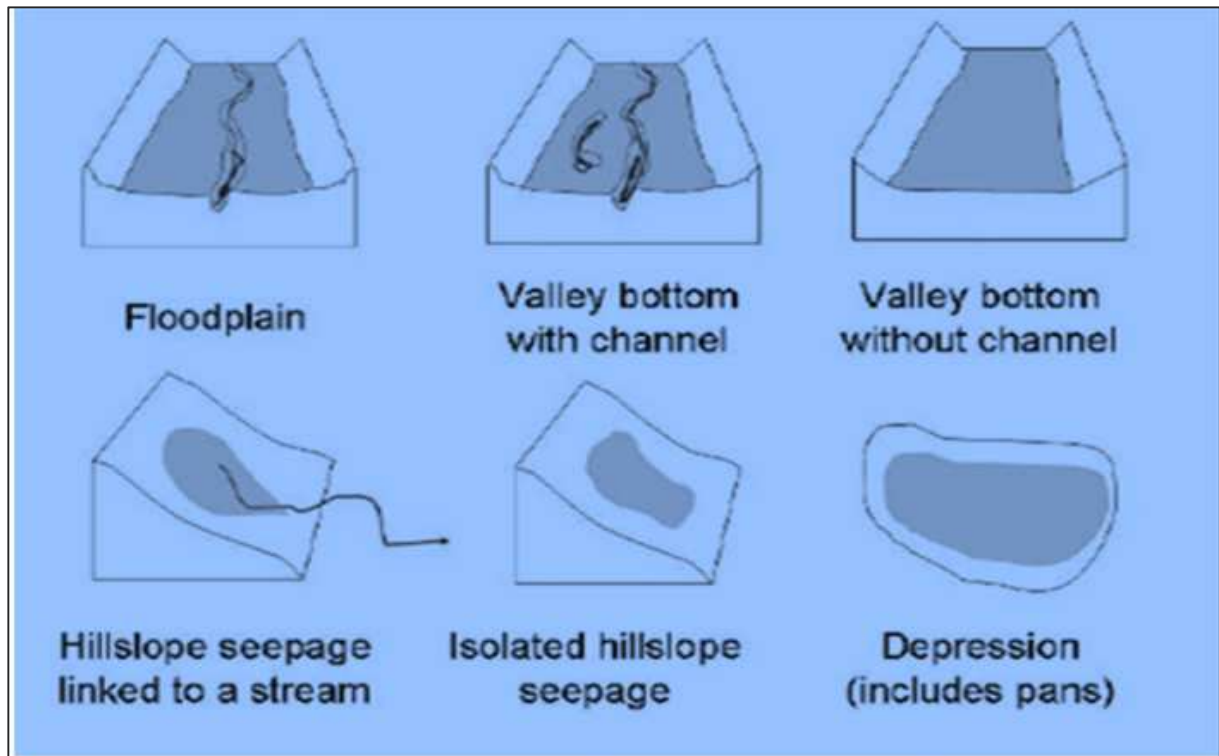 Floodplain
Valley bottom
with channel
Valley bottom
without channel
Hillslope seepage
linked to a stream
Isolated hillslope
seepage
Depression
(includes pans)